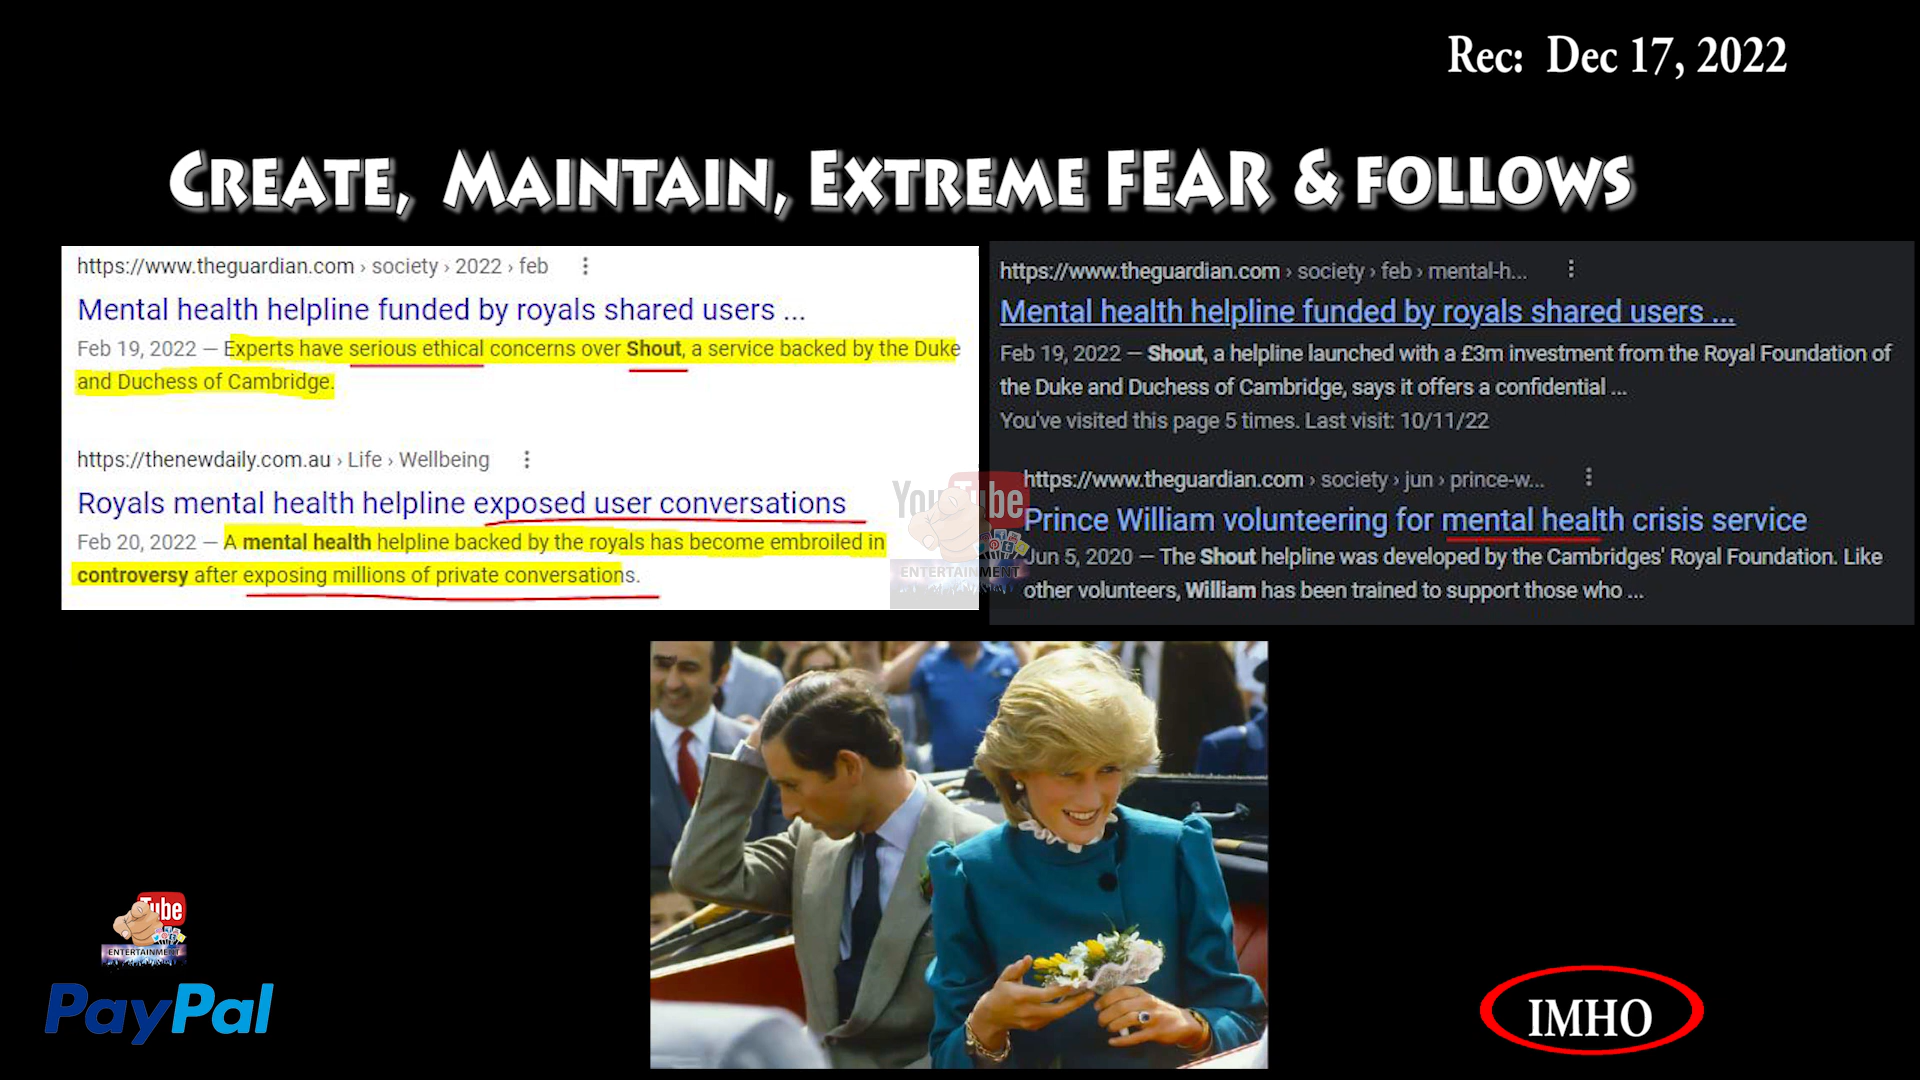 Rec: Dec 17, 2022
CREATE, MAINTAIN, EXTREME FEAR & FOLLOWS
https://www.theguardian.com › society › 2022 › feb
Mental health helpline funded by royals shared users ...
Feb 19, 2022 — Experts have serious ethical concerns over Shout, a service backed by the Duke
and Duchess of Cambridge.
https://thenewdaily.com.au › Life › Wellbeing
Royals mental health helpline exposed user conversations
Feb 20, 2022 — A mental health helpline backed by the royals has become embroiled in
controversy after exposing millions of private conversations.
https://www.theguardian.com › society › feb › mental-h...
Mental health helpline funded by royals shared users ...
Feb 19, 2022 — Shout, a helpline launched with a £3m investment from the Royal Foundation of
the Duke and Duchess of Cambridge, says it offers a confidential ...
You've visited this page 5 times. Last visit: 10/11/22
https://www.theguardian.com › society › jun › prince-w...
Prince William volunteering for mental health crisis service
Jun 5, 2020 — The Shout helpline was developed by the Cambridges' Royal Foundation. Like
other volunteers, William has been trained to support those who ...
YouTube
ENTERTAINMENT
Tube
ENTERTAINMENT
PayPal
IMHO